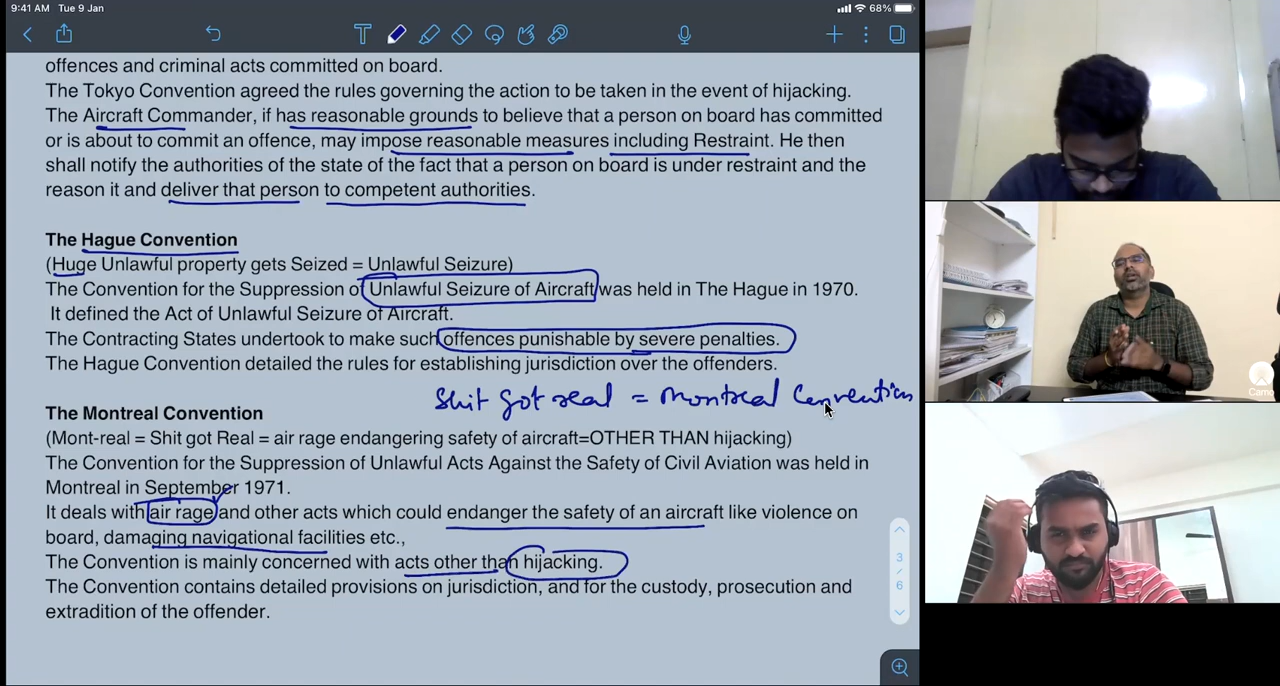 9:41 AM Tue 9 Jan
68%
offences and criminal acts committed on board.
The Tokyo Convention agreed the rules governing the action to be taken in the event of hijacking.
The Aircraft Commander, if has reasonable grounds to believe that a person on board has committed
or is about to commit an offence, may impose reasonable measures including Restraint. He then
shall notify the authorities of the state of the fact that a person on board is under restraint and the
reason it and deliver that person to competent authorities.
The Hague Convention
(Huge Unlawful property gets Seized = Unlawful Seizure)
The Convention for the Suppression of Unlawful Seizure of Aircraft was held in The Hague in 1970.
It defined the Act of Unlawful Seizure of Aircraft.
The Contracting States undertook to make such offences punishable by severe penalties.
The Hague Convention detailed the rules for establishing jurisdiction over the offenders.
Shit got real = Montreal Convention
The Montreal Convention
(Mont-real = Shit got Real = air rage endangering safety of aircraft=OTHER THAN hijacking)
The Convention for the Suppression of Unlawful Acts Against the Safety of Civil Aviation was held in
Montreal in September 1971.
It deals with air rage and other acts which could endanger the safety of an aircraft like violence on
board, damaging navigational facilities etc.,
The Convention is mainly concerned with acts other than hijacking.
The Convention contains detailed provisions on jurisdiction, and for the custody, prosecution and
extradition of the offender.
3
/
6
Camo